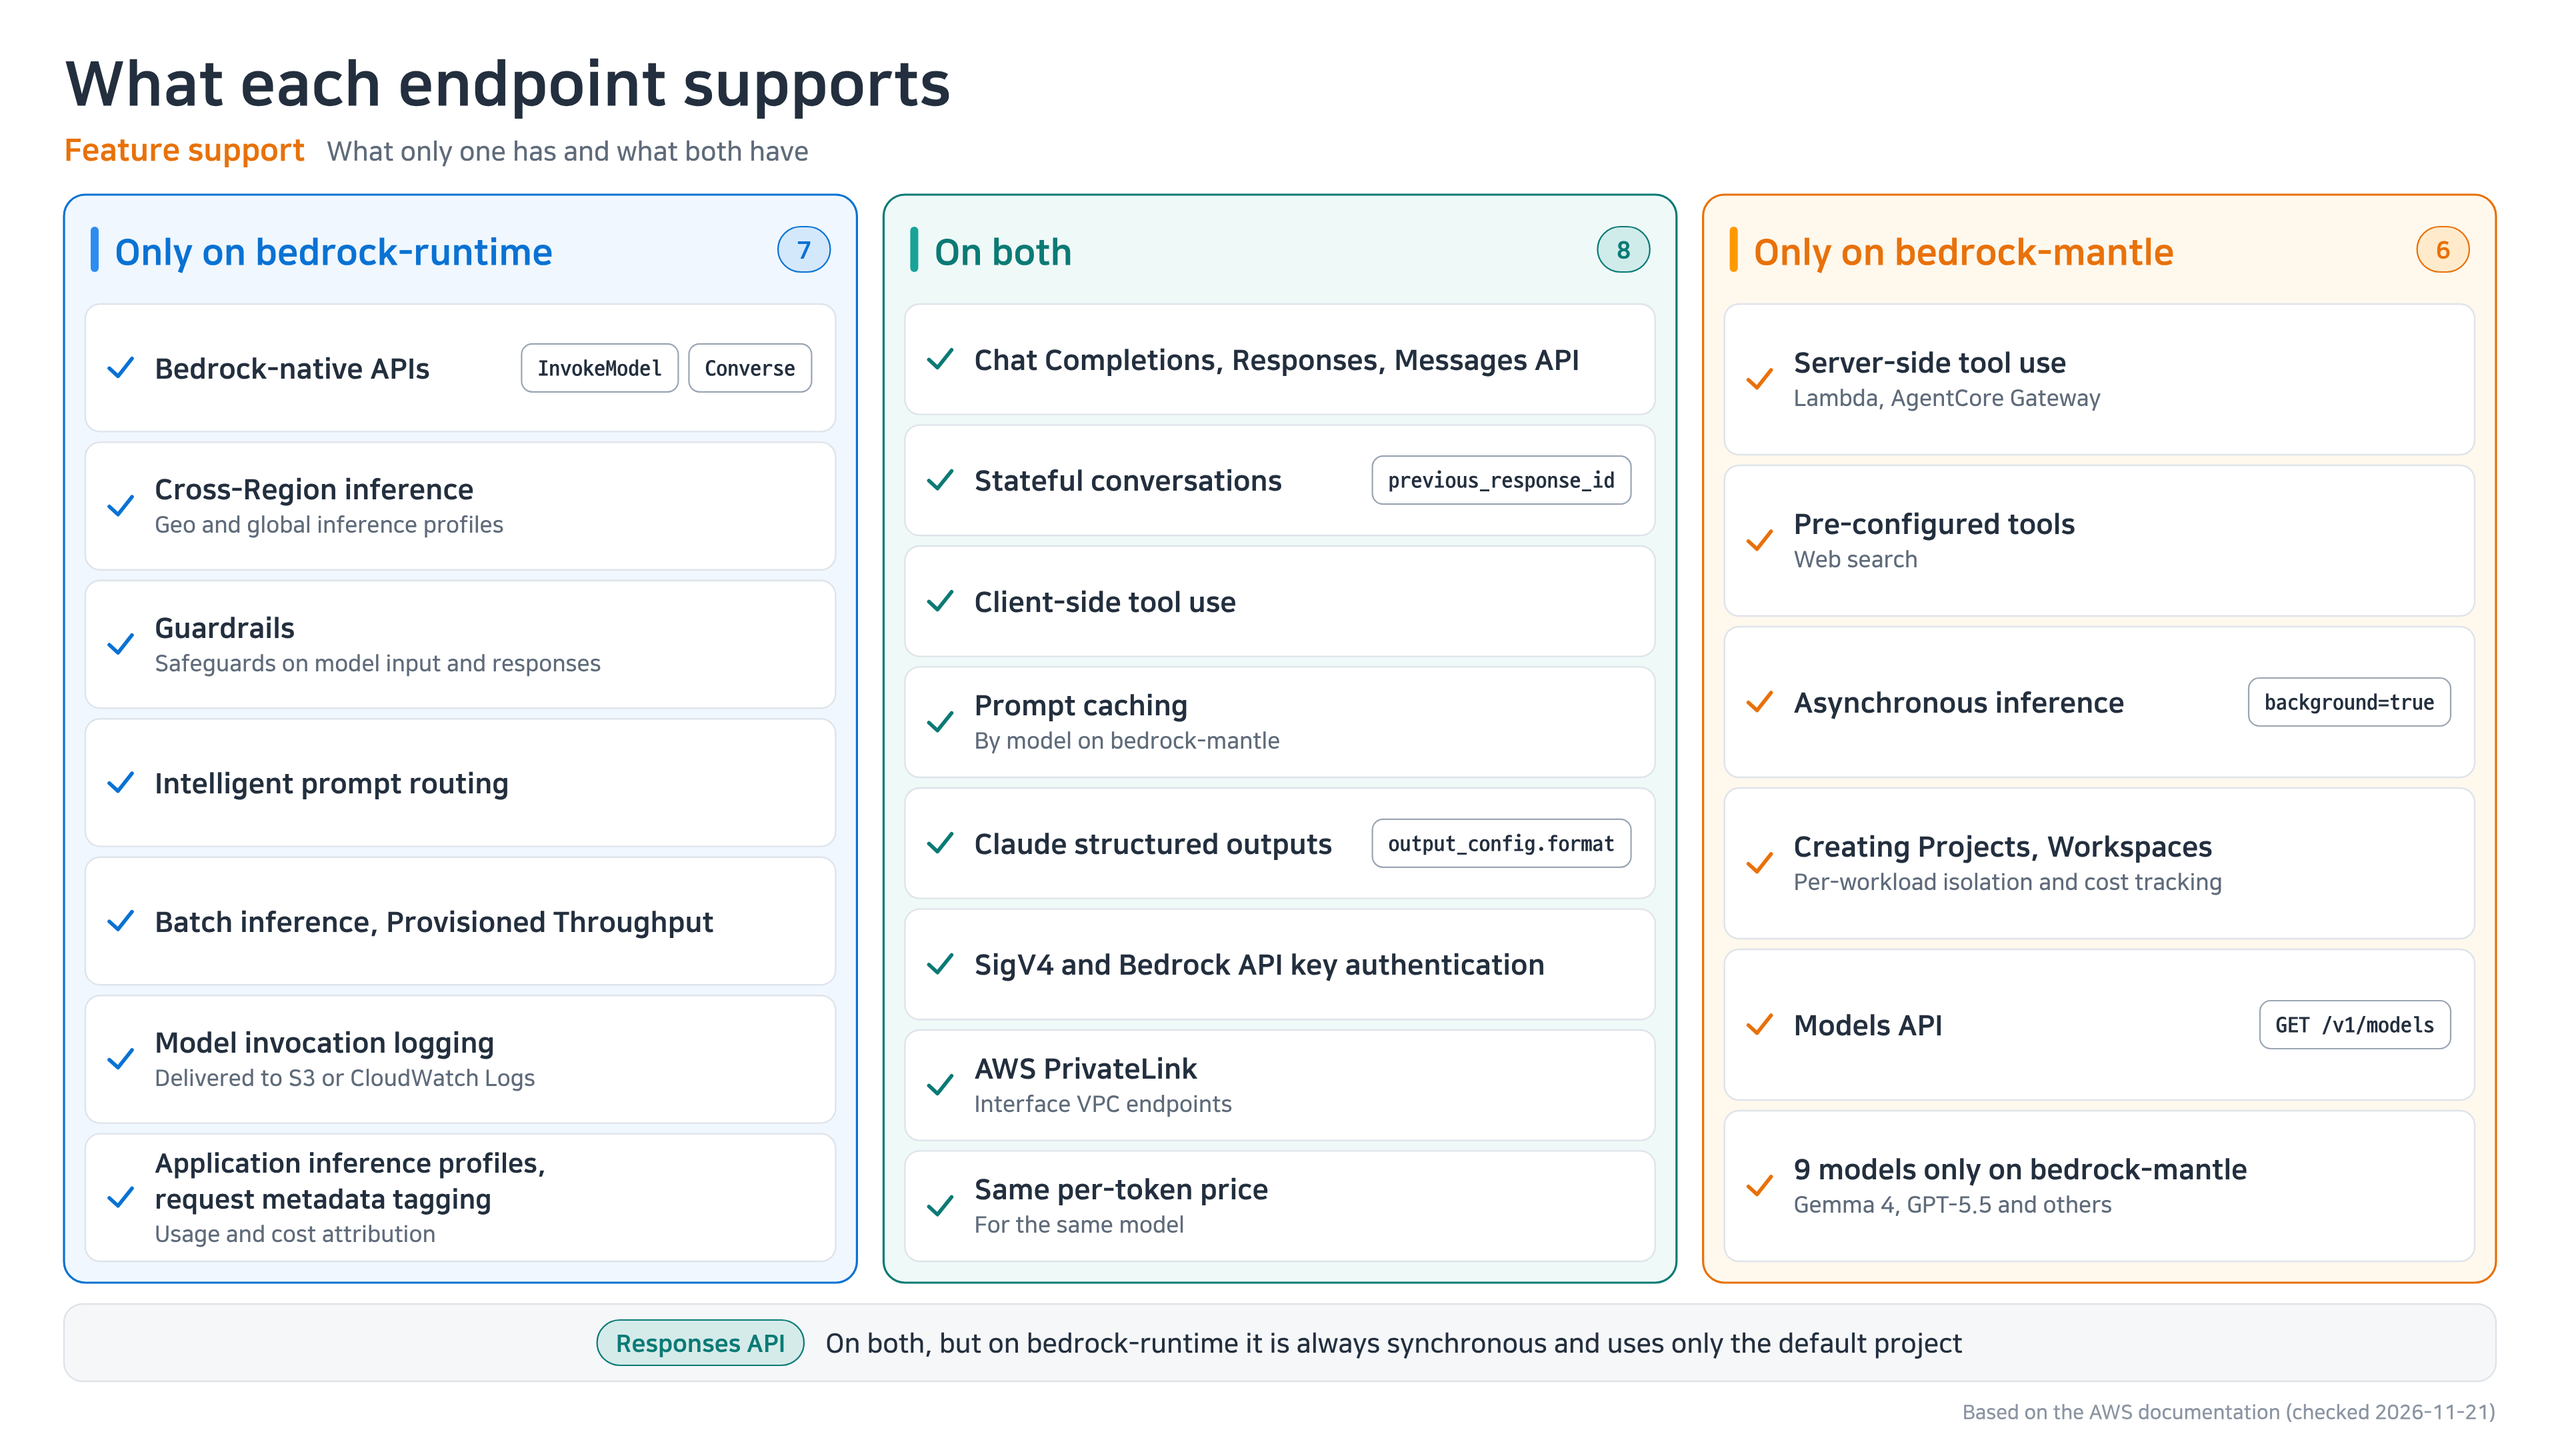 What each endpoint supports
Feature support What only one has and what both have
Only on bedrock-runtime 7
Bedrock-native APIs InvokeModel Converse
Cross-Region inference
Geo and global inference profiles
Guardrails
Safeguards on model input and responses
Intelligent prompt routing
Batch inference, Provisioned Throughput
Model invocation logging
Delivered to S3 or CloudWatch Logs
Application inference profiles,
request metadata tagging
Usage and cost attribution
On both 8
Chat Completions, Responses, Messages API
Stateful conversations previous_response_id
Client-side tool use
Prompt caching
By model on bedrock-mantle
Claude structured outputs output_config.format
SigV4 and Bedrock API key authentication
AWS PrivateLink
Interface VPC endpoints
Same per-token price
For the same model
Only on bedrock-mantle 6
Server-side tool use
Lambda, AgentCore Gateway
Pre-configured tools
Web search
Asynchronous inference background=true
Creating Projects, Workspaces
Per-workload isolation and cost tracking
Models API GET /v1/models
9 models only on bedrock-mantle
Gemma 4, GPT-5.5 and others
Responses API On both, but on bedrock-runtime it is always synchronous and uses only the default project
Based on the AWS documentation (checked 2026-11-21)